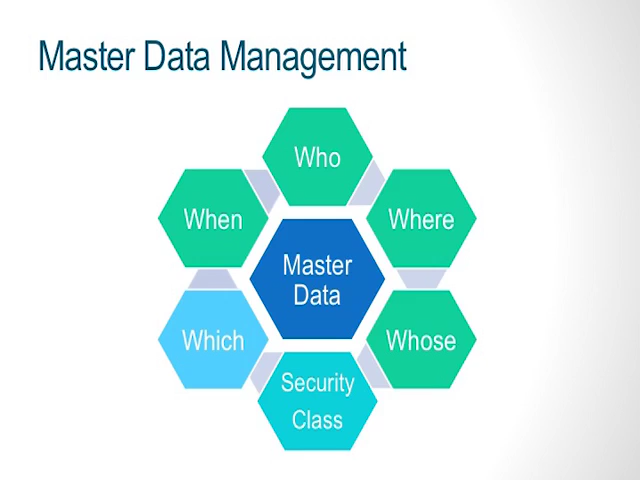 Master Data Management
Who
When
Where
Master
Data
Which
Whose
Security
Class